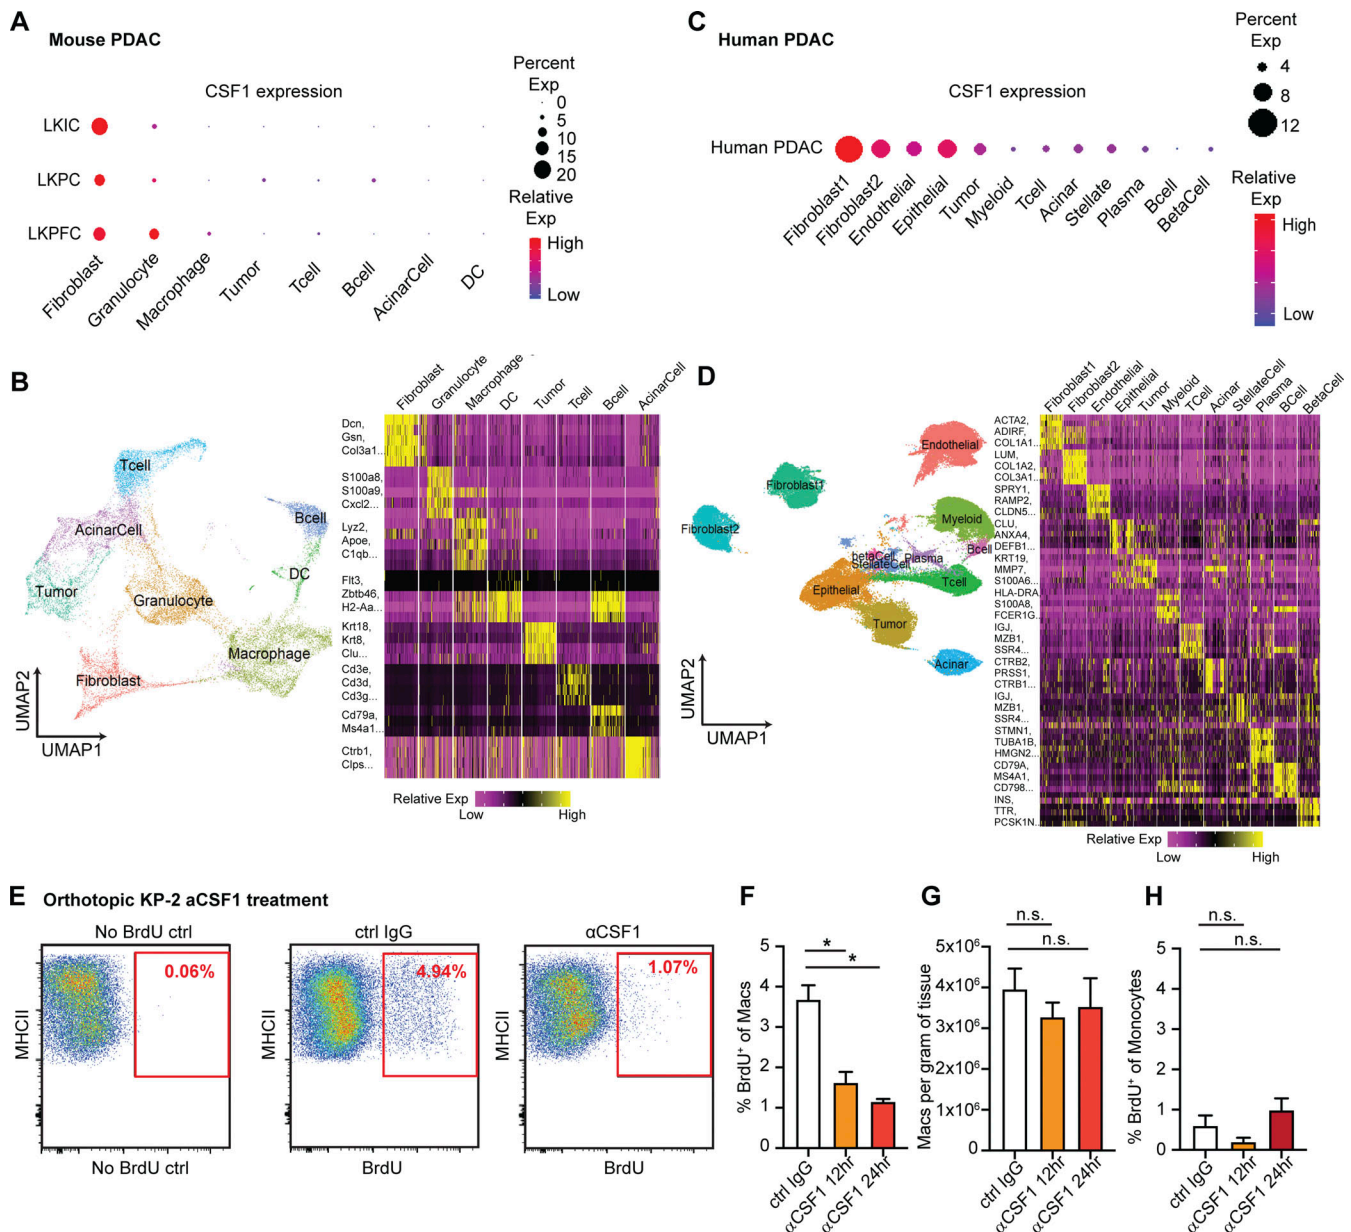 A
Mouse PDAC
CSF1 expression
LKIC
LKPC
LKPFC
Fibroblast
Granulocyte
Macrophage
Tumor
Tcell
Bcell
AcinarCell
DC
Percent
Exp
0
5
10
15
20
Relative
Exp
High
Low
C
Human PDAC
CSF1 expression
Human PDAC
Fibroblast1
Fibroblast2
Endothelial
Epithelial
Tumor
Myeloid
Tcell
Acinar
Stellate
Plasma
Bcell
BetaCell
Percent
Exp
4
8
12
Relative
Exp
High
Low
B
Tcell
AcinarCell
Bcell
DC
Tumor
Granulocyte
Macrophage
Fibroblast
UMAP2
UMAP1
Fibroblast
Granulocyte
Macrophage
DC
Tumor
Tcell
Bcell
AcinarCell
Dcn,
Gsn,
Col3a1...
S100a8,
S100a9,
Cxcl2...
Lyz2,
Apoe,
C1qb...
Flt3,
Zbtb46,
H2-Aa...
Krt18,
Krt8,
Clu...
Cd3e,
Cd3d,
Cd3g...
Cd79a,
Ms4a1...
Ctrb1,
Clps...
Relative Exp
Low
High
D
Endothelial
Fibroblast1
Fibroblast2
Myeloid
Bcell
betaCell
Plasma
StellateCell
Tcell
Epithelial
Tumor
Acinar
UMAP2
UMAP1
Fibroblast1
Fibroblast2
Endothelial
Epithelial
Tumor
Myeloid
TCell
Acinar
StellateCell
Plasma
BCell
BetaCell
ACTA2,
ADIRF,
COL1A1...
LUM,
COL1A2,
COL3A1...
SPRY1,
RAMP2,
CLDN5...
CLU,
ANXA4,
DEFB1...
KRT19,
MMP7,
S100A6...
HLA-DRA,
S100A8,
FCER1G...
IGJ,
MZB1,
SSR4...
CTRB2,
PRSS1,
CTRB1...
IGJ,
MZB1,
SSR4...
STMN1,
TUBA1B,
HMGN2...
CD79A,
MS4A1,
CD798...
INS,
TTR,
PCSK1N...
Relative Exp
Low
High
E
Orthotopic KP-2 aCSF1 treatment
No BrdU ctrl
0.06%
MHCII
No BrdU ctrl
ctrl IgG
4.94%
MHCII
BrdU
αCSF1
1.07%
MHCII
BrdU
F
% BrdU⁺ of Macs
5
4
3
2
1
0
*
*
ctrl IgG
αCSF1 12hr
αCSF1 24hr
G
Macs per gram of tissue
5x10⁶
4x10⁶
3x10⁶
2x10⁶
1x10⁶
0
n.s.
n.s.
ctrl IgG
αCSF1 12hr
αCSF1 24hr
H
% BrdU⁺ of Monocytes
5
4
3
2
1
0
n.s.
n.s.
ctrl IgG
αCSF1 12hr
αCSF1 24hr